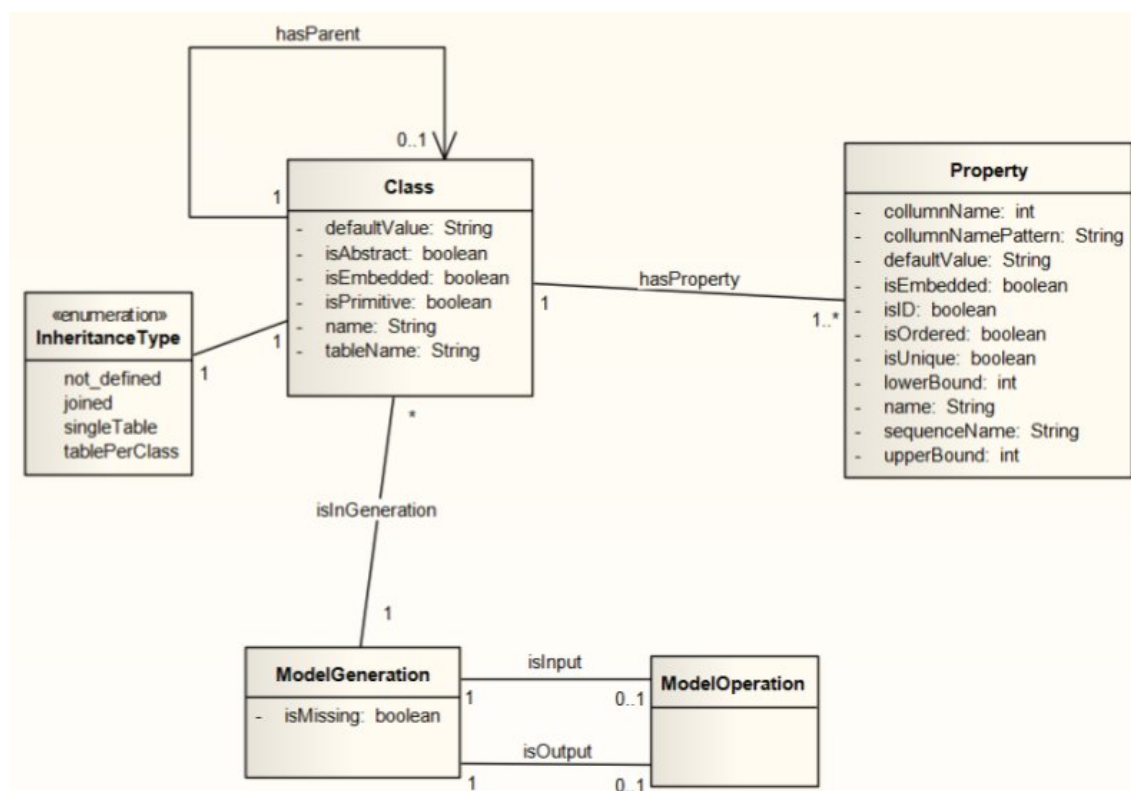 hasParent
0..1
1
Class
- defaultValue: String
- isAbstract: boolean
- isEmbedded: boolean
- isPrimitive: boolean
- name: String
- tableName: String
Property
- collumnName: int
- collumnNamePattern: String
- defaultValue: String
- isEmbedded: boolean
- isID: boolean
- isOrdered: boolean
- isUnique: boolean
- lowerBound: int
- name: String
- sequenceName: String
- upperBound: int
hasProperty
1
1..*
«enumeration»
InheritanceType
not_defined
joined
singleTable
tablePerClass
1
1
*
isInGeneration
1
ModelGeneration
- isMissing: boolean
isInput
1
0..1
ModelOperation
isOutput
1
0..1